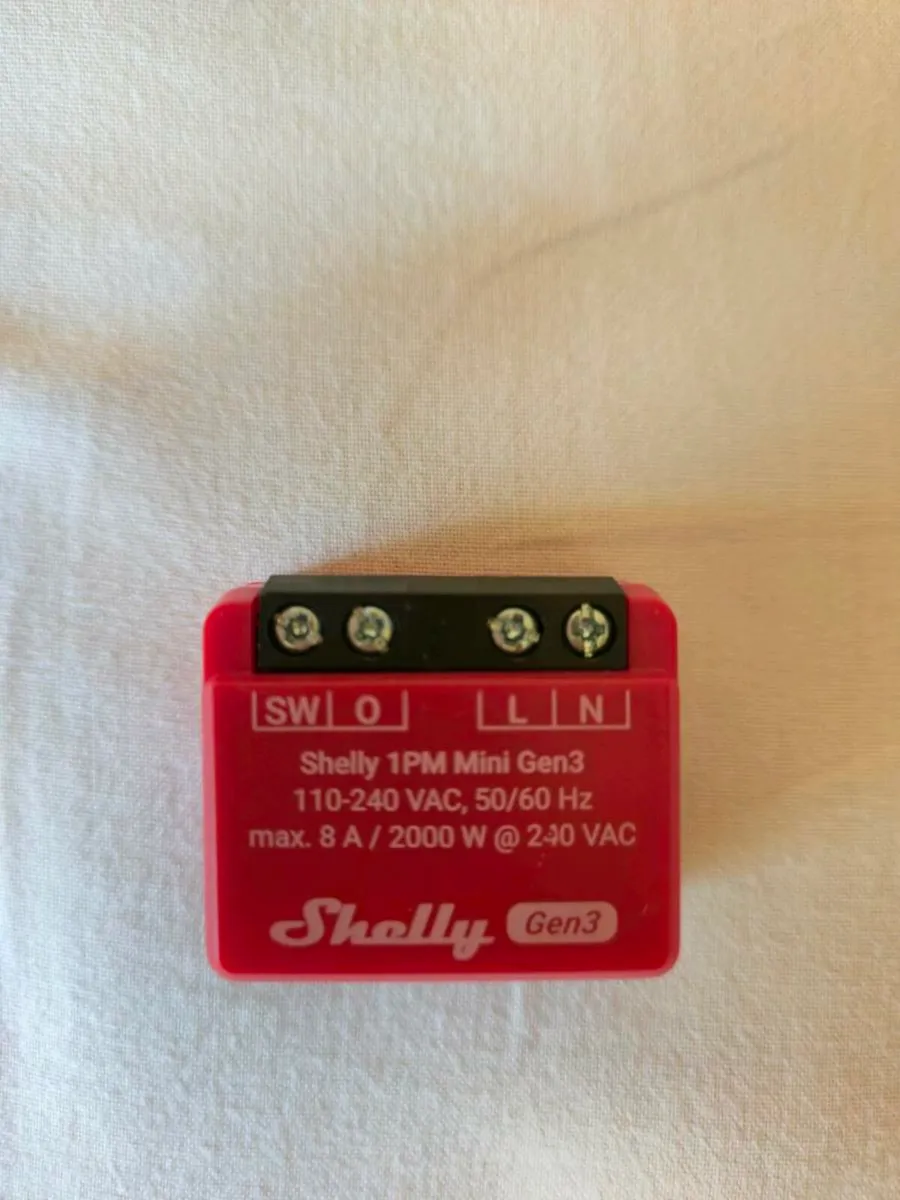 SW O L N
Shelly 1PM Mini Gen3
110-240 VAC, 50/60 Hz
max. 8 A / 2000 W @ 240 VAC
Shelly Gen3